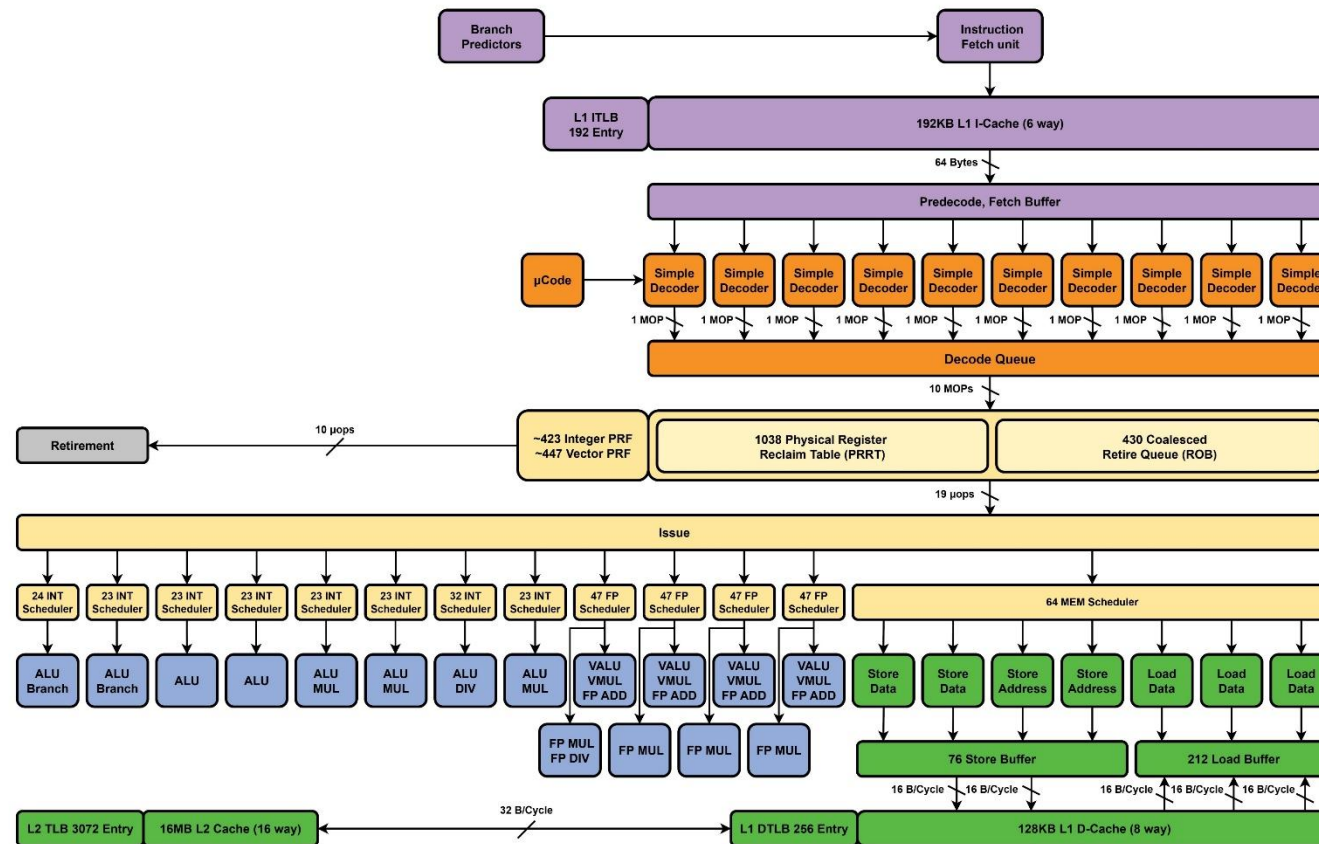 Branch
Predictors
Instruction
Fetch unit
L1 ITLB
192 Entry
192KB L1 I-Cache (6 way)
64 Bytes
Predecode, Fetch Buffer
µCode
Simple
Decoder
Simple
Decoder
Simple
Decoder
Simple
Decoder
Simple
Decoder
Simple
Decoder
Simple
Decoder
Simple
Decoder
Simple
Decoder
Simple
Decoder
1 MOP
1 MOP
1 MOP
1 MOP
1 MOP
1 MOP
1 MOP
1 MOP
1 MOP
1 MOP
Decode Queue
10 MOPs
Retirement
10 µops
~423 Integer PRF
~447 Vector PRF
1038 Physical Register
Reclaim Table (PRRT)
430 Coalesced
Retire Queue (ROB)
19 µops
Issue
24 INT
Scheduler
23 INT
Scheduler
23 INT
Scheduler
23 INT
Scheduler
23 INT
Scheduler
23 INT
Scheduler
32 INT
Scheduler
23 INT
Scheduler
47 FP
Scheduler
47 FP
Scheduler
47 FP
Scheduler
47 FP
Scheduler
64 MEM Scheduler
ALU
Branch
ALU
Branch
ALU
ALU
ALU
MUL
ALU
MUL
ALU
DIV
ALU
MUL
VALU
VMUL
FP ADD
VALU
VMUL
FP ADD
VALU
VMUL
FP ADD
VALU
VMUL
FP ADD
Store
Data
Store
Data
Store
Address
Store
Address
Load
Data
Load
Data
Load
Data
FP MUL
FP DIV
FP MUL
FP MUL
FP MUL
76 Store Buffer
212 Load Buffer
16 B/Cycle
16 B/Cycle
16 B/Cycle
16 B/Cycle
16 B/Cycle
L2 TLB 3072 Entry
16MB L2 Cache (16 way)
32 B/Cycle
L1 DTLB 256 Entry
128KB L1 D-Cache (8 way)